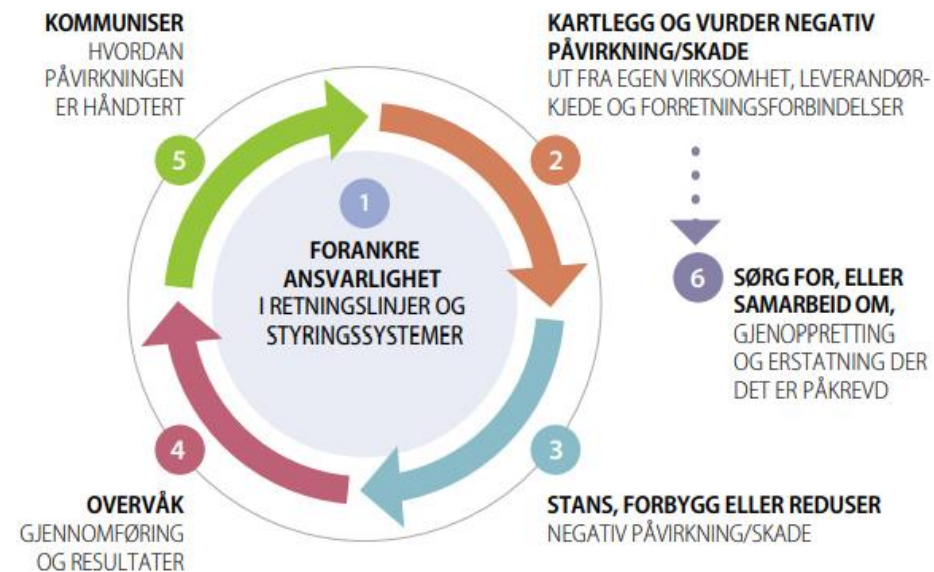 1
FORANKRE
ANSVARLIGHET
I RETNINGSLINJER OG
STYRINGSSYSTEMER
2
KARTLEGG OG VURDER NEGATIV
PÅVIRKNING/SKADE
UT FRA EGEN VIRKSOMHET, LEVERANDØR-
KJEDE OG FORRETNINGSFORBINDELSER
3
STANS, FORBYGG ELLER REDUSER
NEGATIV PÅVIRKNING/SKADE
4
OVERVÅK
GJENNOMFØRING
OG RESULTATER
5
KOMMUNISER
HVORDAN
PÅVIRKNINGEN
ER HÅNDTERT
6
SØRG FOR, ELLER
SAMARBEID OM,
GJENOPPRETTING
OG ERSTATNING DER
DET ER PÅKREVD